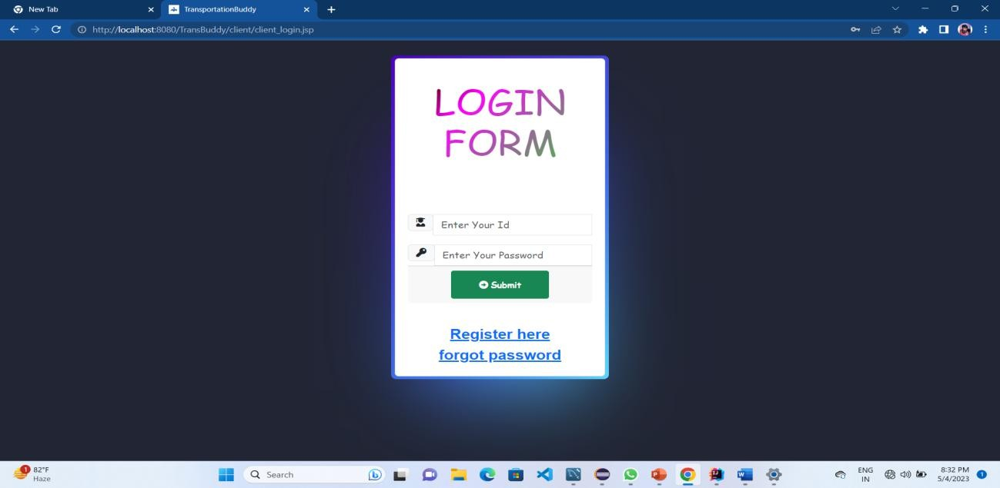 New Tab
TransportationBuddy
http://localhost:8080/TransBuddy/client/client_login.jsp
LOGIN
FORM
Enter Your Id
Enter Your Password
Submit
Register here
forgot password
1
82°F
Haze
Search
ENG
IN
8:32 PM
5/4/2023
1